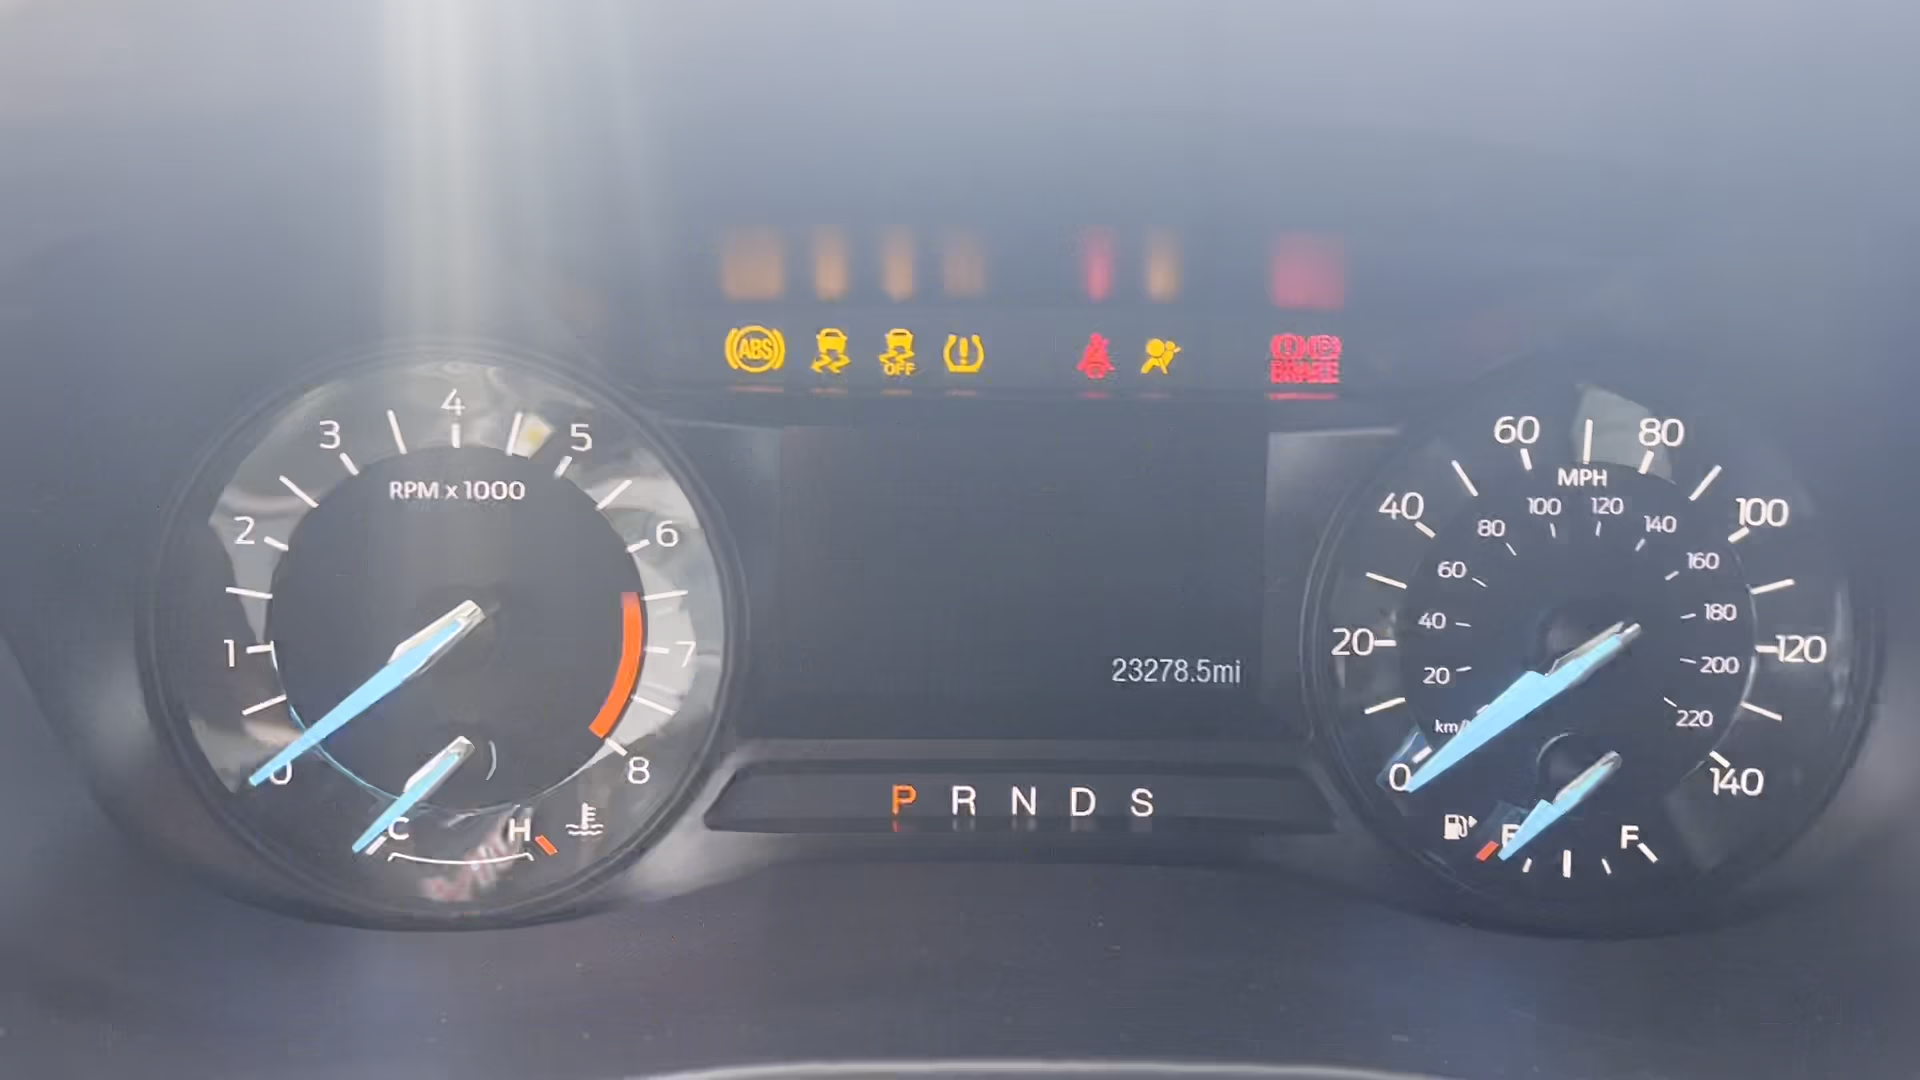 ABS
OFF
BRAKE
0 1 2 3 4 5 6 7 8
RPM x 1000
C H
23278.5mi
P R N D S
0 20 40 60 80 100 120 140
MPH
20 40 60 80 100 120 140 160 180 200 220
E F